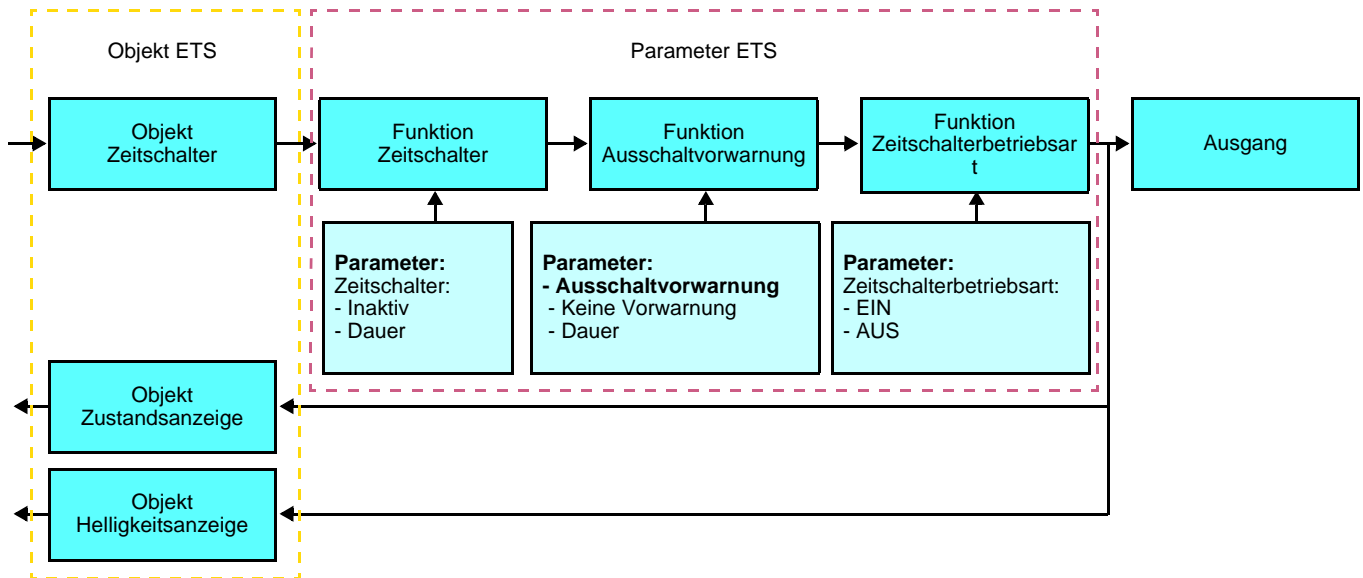 Objekt ETS
Parameter ETS
Objekt
Zeitschalter
Funktion
Zeitschalter
Funktion
Ausschaltvorwarnung
Funktion
Zeitschalterbetriebsar
t
Ausgang
Parameter:
Zeitschalter:
- Inaktiv
- Dauer
Parameter:
- Ausschaltvorwarnung
- Keine Vorwarnung
- Dauer
Parameter:
Zeitschalterbetriebsart:
- EIN
- AUS
Objekt
Zustandsanzeige
Objekt
Helligkeitsanzeige